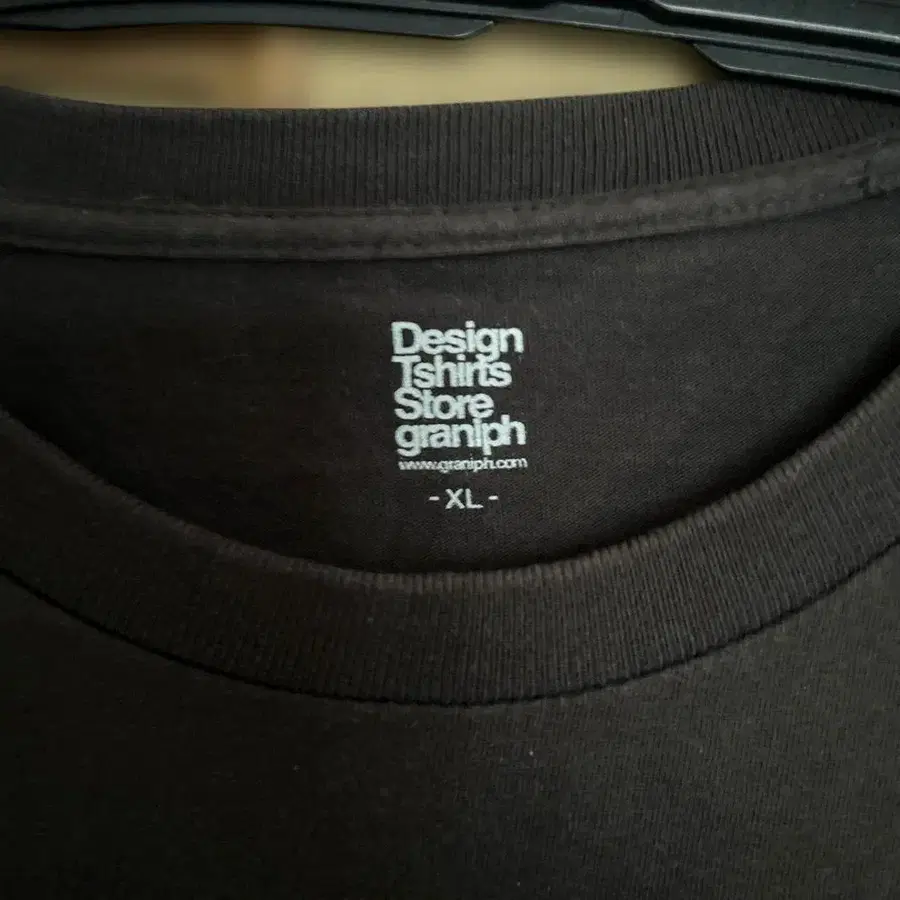 Design
Tshirts
Store
graniph
www.graniph.com
- XL -